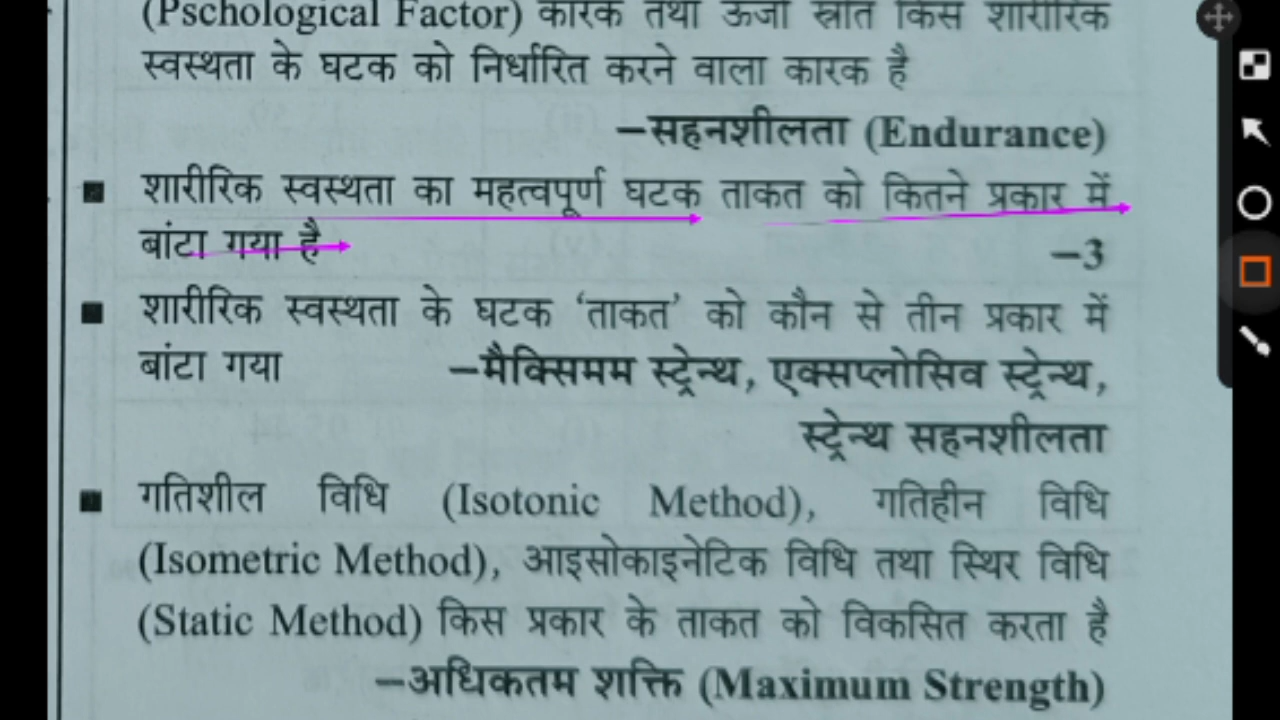 (Pschological Factor) कारक तथा ऊर्जा स्रोत किस शारीरिक
स्वस्थता के घटक को निर्धारित करने वाला कारक है
–सहनशीलता (Endurance)
■ शारीरिक स्वस्थता का महत्वपूर्ण घटक ताकत को कितने प्रकार में
बांटा गया है –3
■ शारीरिक स्वस्थता के घटक ‘ताकत’ को कौन से तीन प्रकार में
बांटा गया –मैक्सिमम स्ट्रेन्थ, एक्सप्लोसिव स्ट्रेन्थ,
स्ट्रेन्थ सहनशीलता
■ गतिशील विधि (Isotonic Method), गतिहीन विधि
(Isometric Method), आइसोकाइनेटिक विधि तथा स्थिर विधि
(Static Method) किस प्रकार के ताकत को विकसित करता है
–अधिकतम शक्ति (Maximum Strength)